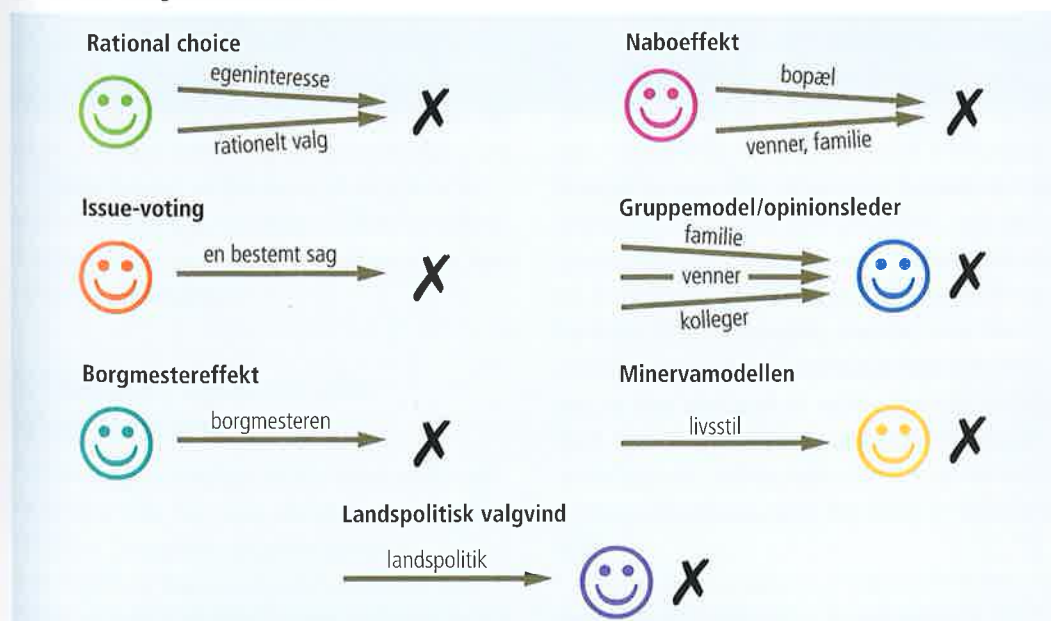 Rational choice
egeninteresse
rationelt valg
Naboeffekt
bopæl
venner, familie
Issue-voting
en bestemt sag
Gruppemodel/opinionsleder
familie
venner
kolleger
Borgmestereffekt
borgmesteren
Minervamodellen
livsstil
Landspolitisk valgvind
landspolitik